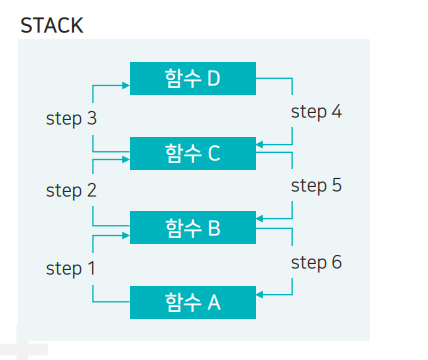 STACK
함수 D
step 3
step 4
함수 C
step 2
step 5
함수 B
step 1
step 6
함수 A